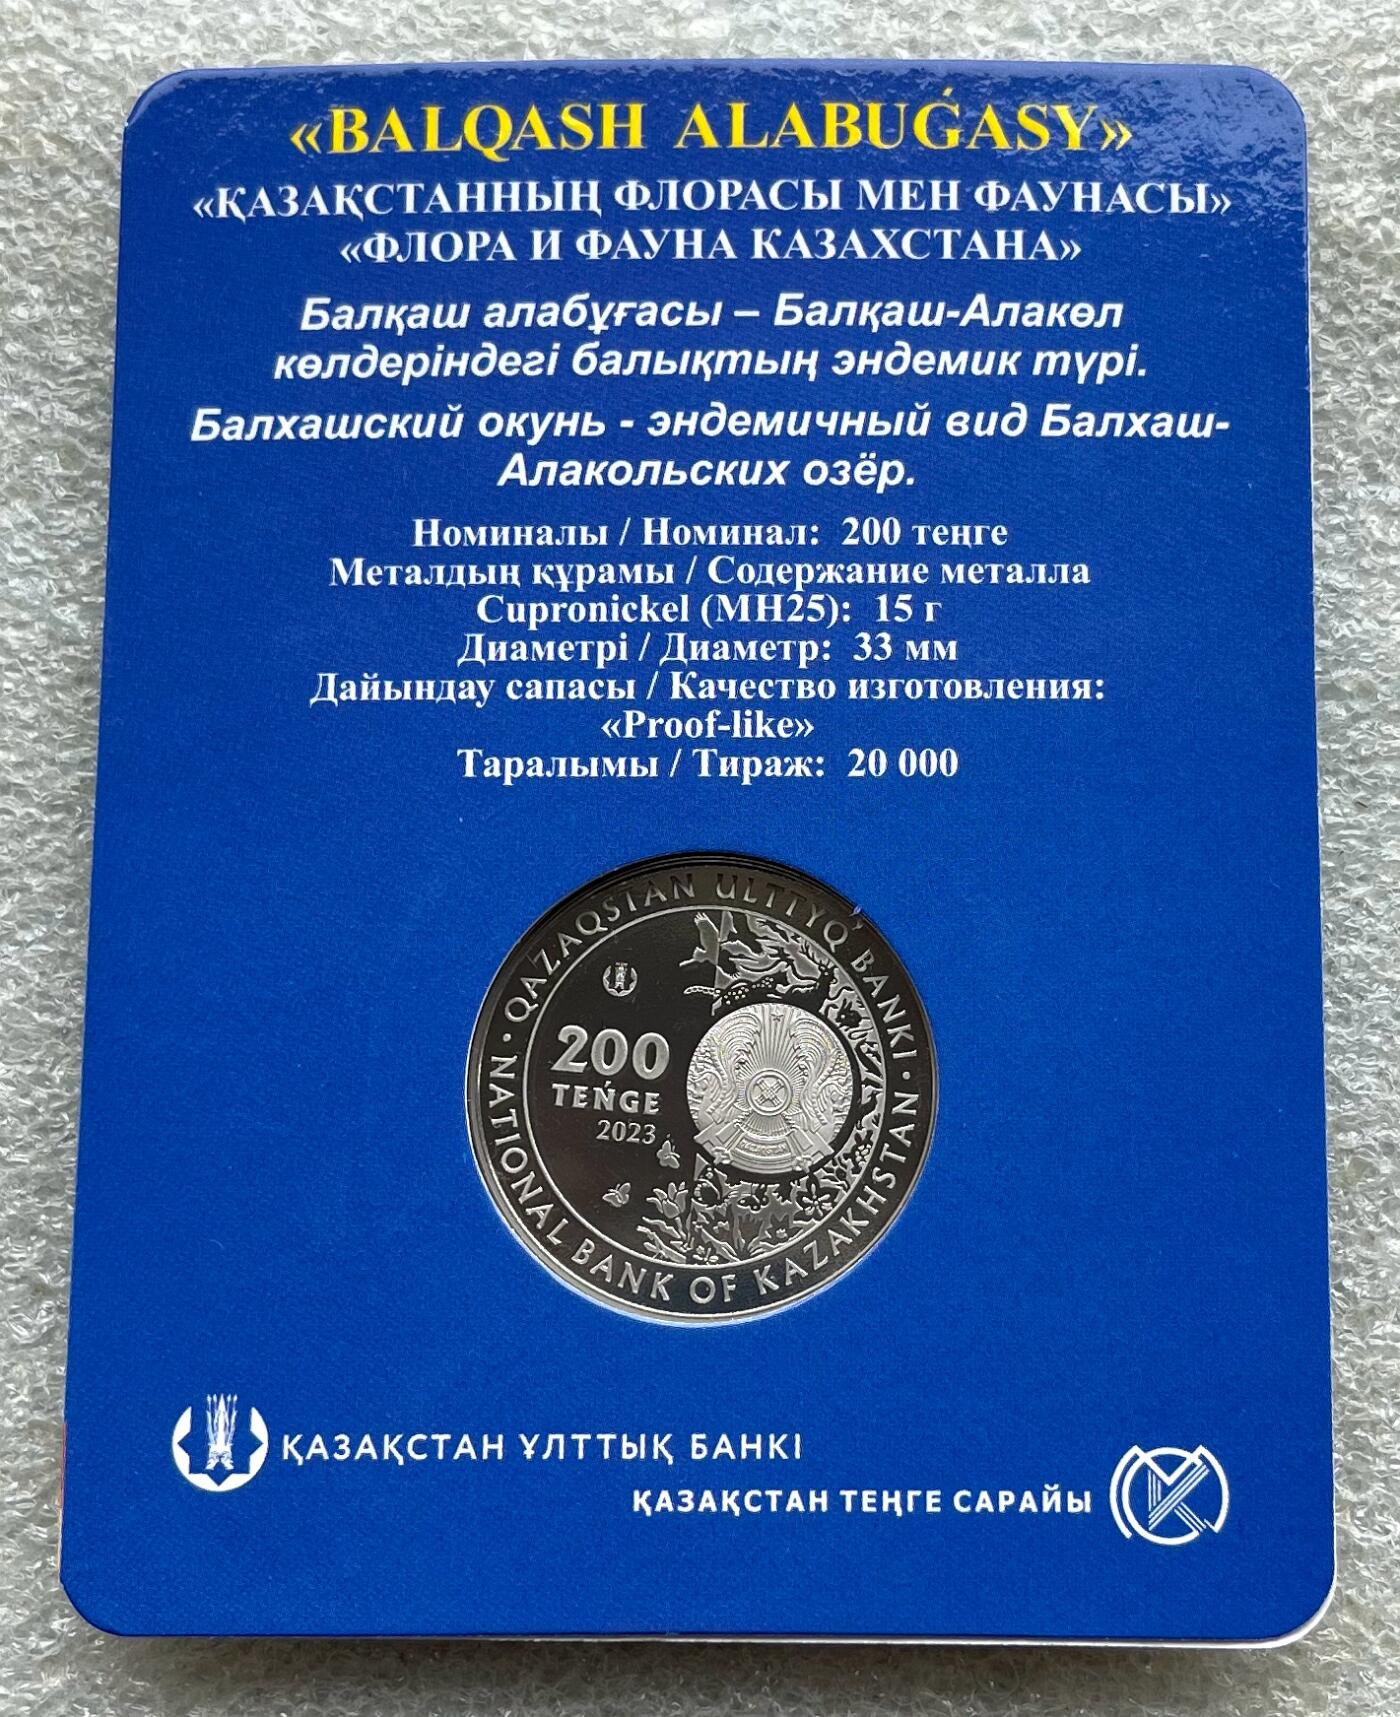 «BALQASH ALABUǴASY»
«ҚАЗАҚСТАННЫҢ ФЛОРАСЫ МЕН ФАУНАСЫ»
«ФЛОРА И ФАУНА КАЗАХСТАНА»
Балқаш алабұғасы – Балқаш-Алакөл
көлдеріндегі балықтың эндемик түрі.
Балхашский окунь - эндемичный вид Балхаш-
Алакольских озёр.
Номиналы / Номинал: 200 теңге
Металдың құрамы / Содержание металла
Cupronickel (МН25): 15 г
Диаметрі / Диаметр: 33 мм
Дайындау сапасы / Качество изготовления:
«Proof-like»
Таралымы / Тираж: 20 000
QAZAQSTAN ULTTYQ BANKI
200
TEŃGE
2023
NATIONAL BANK OF KAZAKHSTAN
ҚАЗАҚСТАН ҰЛТТЫҚ БАНКІ
ҚАЗАҚСТАН ТЕҢГЕ САРАЙЫ